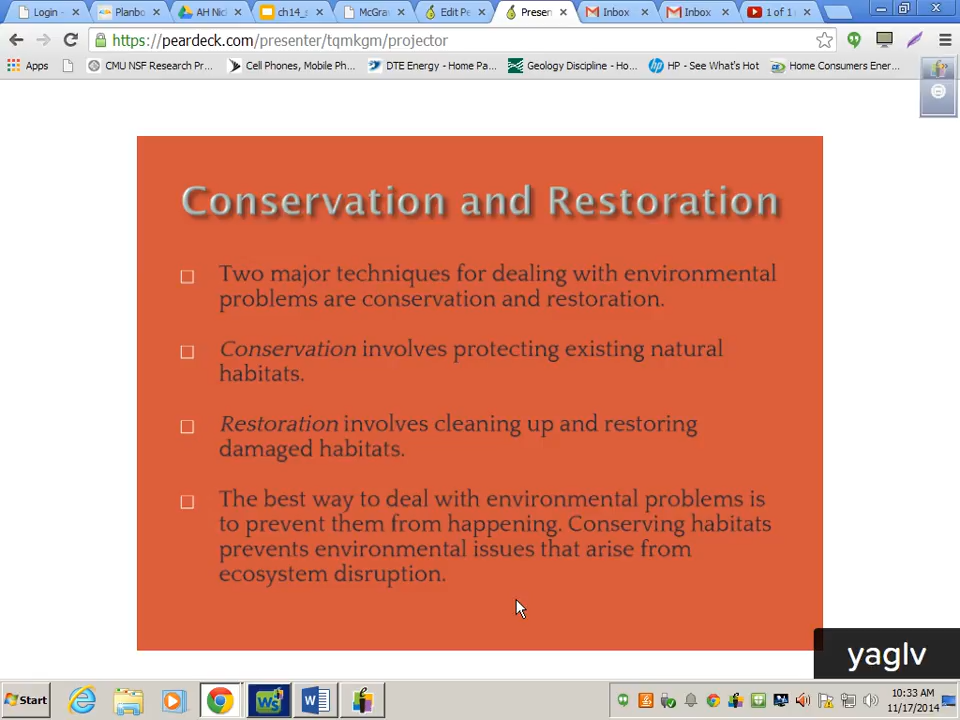 Login -
Planbo
AH Nic
ch14_
McGra
Edit Pe
Presen
Inbox
Inbox
1 of 1
https://peardeck.com/presenter/tqmkgm/projector
Apps
CMU NSF Research Pr...
Cell Phones, Mobile Ph...
DTE Energy - Home Pa...
Geology Discipline - Ho...
HP - See What's Hot
Home Consumers Ener...
Conservation and Restoration
Two major techniques for dealing with environmental
problems are conservation and restoration.
Conservation involves protecting existing natural
habitats.
Restoration involves cleaning up and restoring
damaged habitats.
The best way to deal with environmental problems is
to prevent them from happening. Conserving habitats
prevents environmental issues that arise from
ecosystem disruption.
yaglv
Start
10:33 AM
11/17/2014